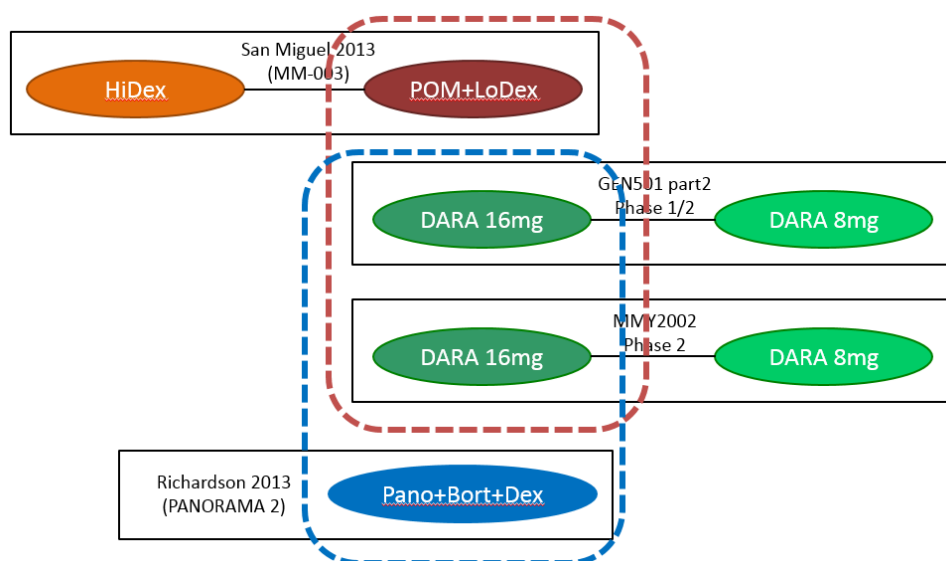 San Miguel 2013
(MM-003)
HiDex
POM+LoDex
GEN501 part2
Phase 1/2
DARA 16mg
DARA 8mg
MMY2002
Phase 2
DARA 16mg
DARA 8mg
Richardson 2013
(PANORAMA 2)
Pano+Bort+Dex